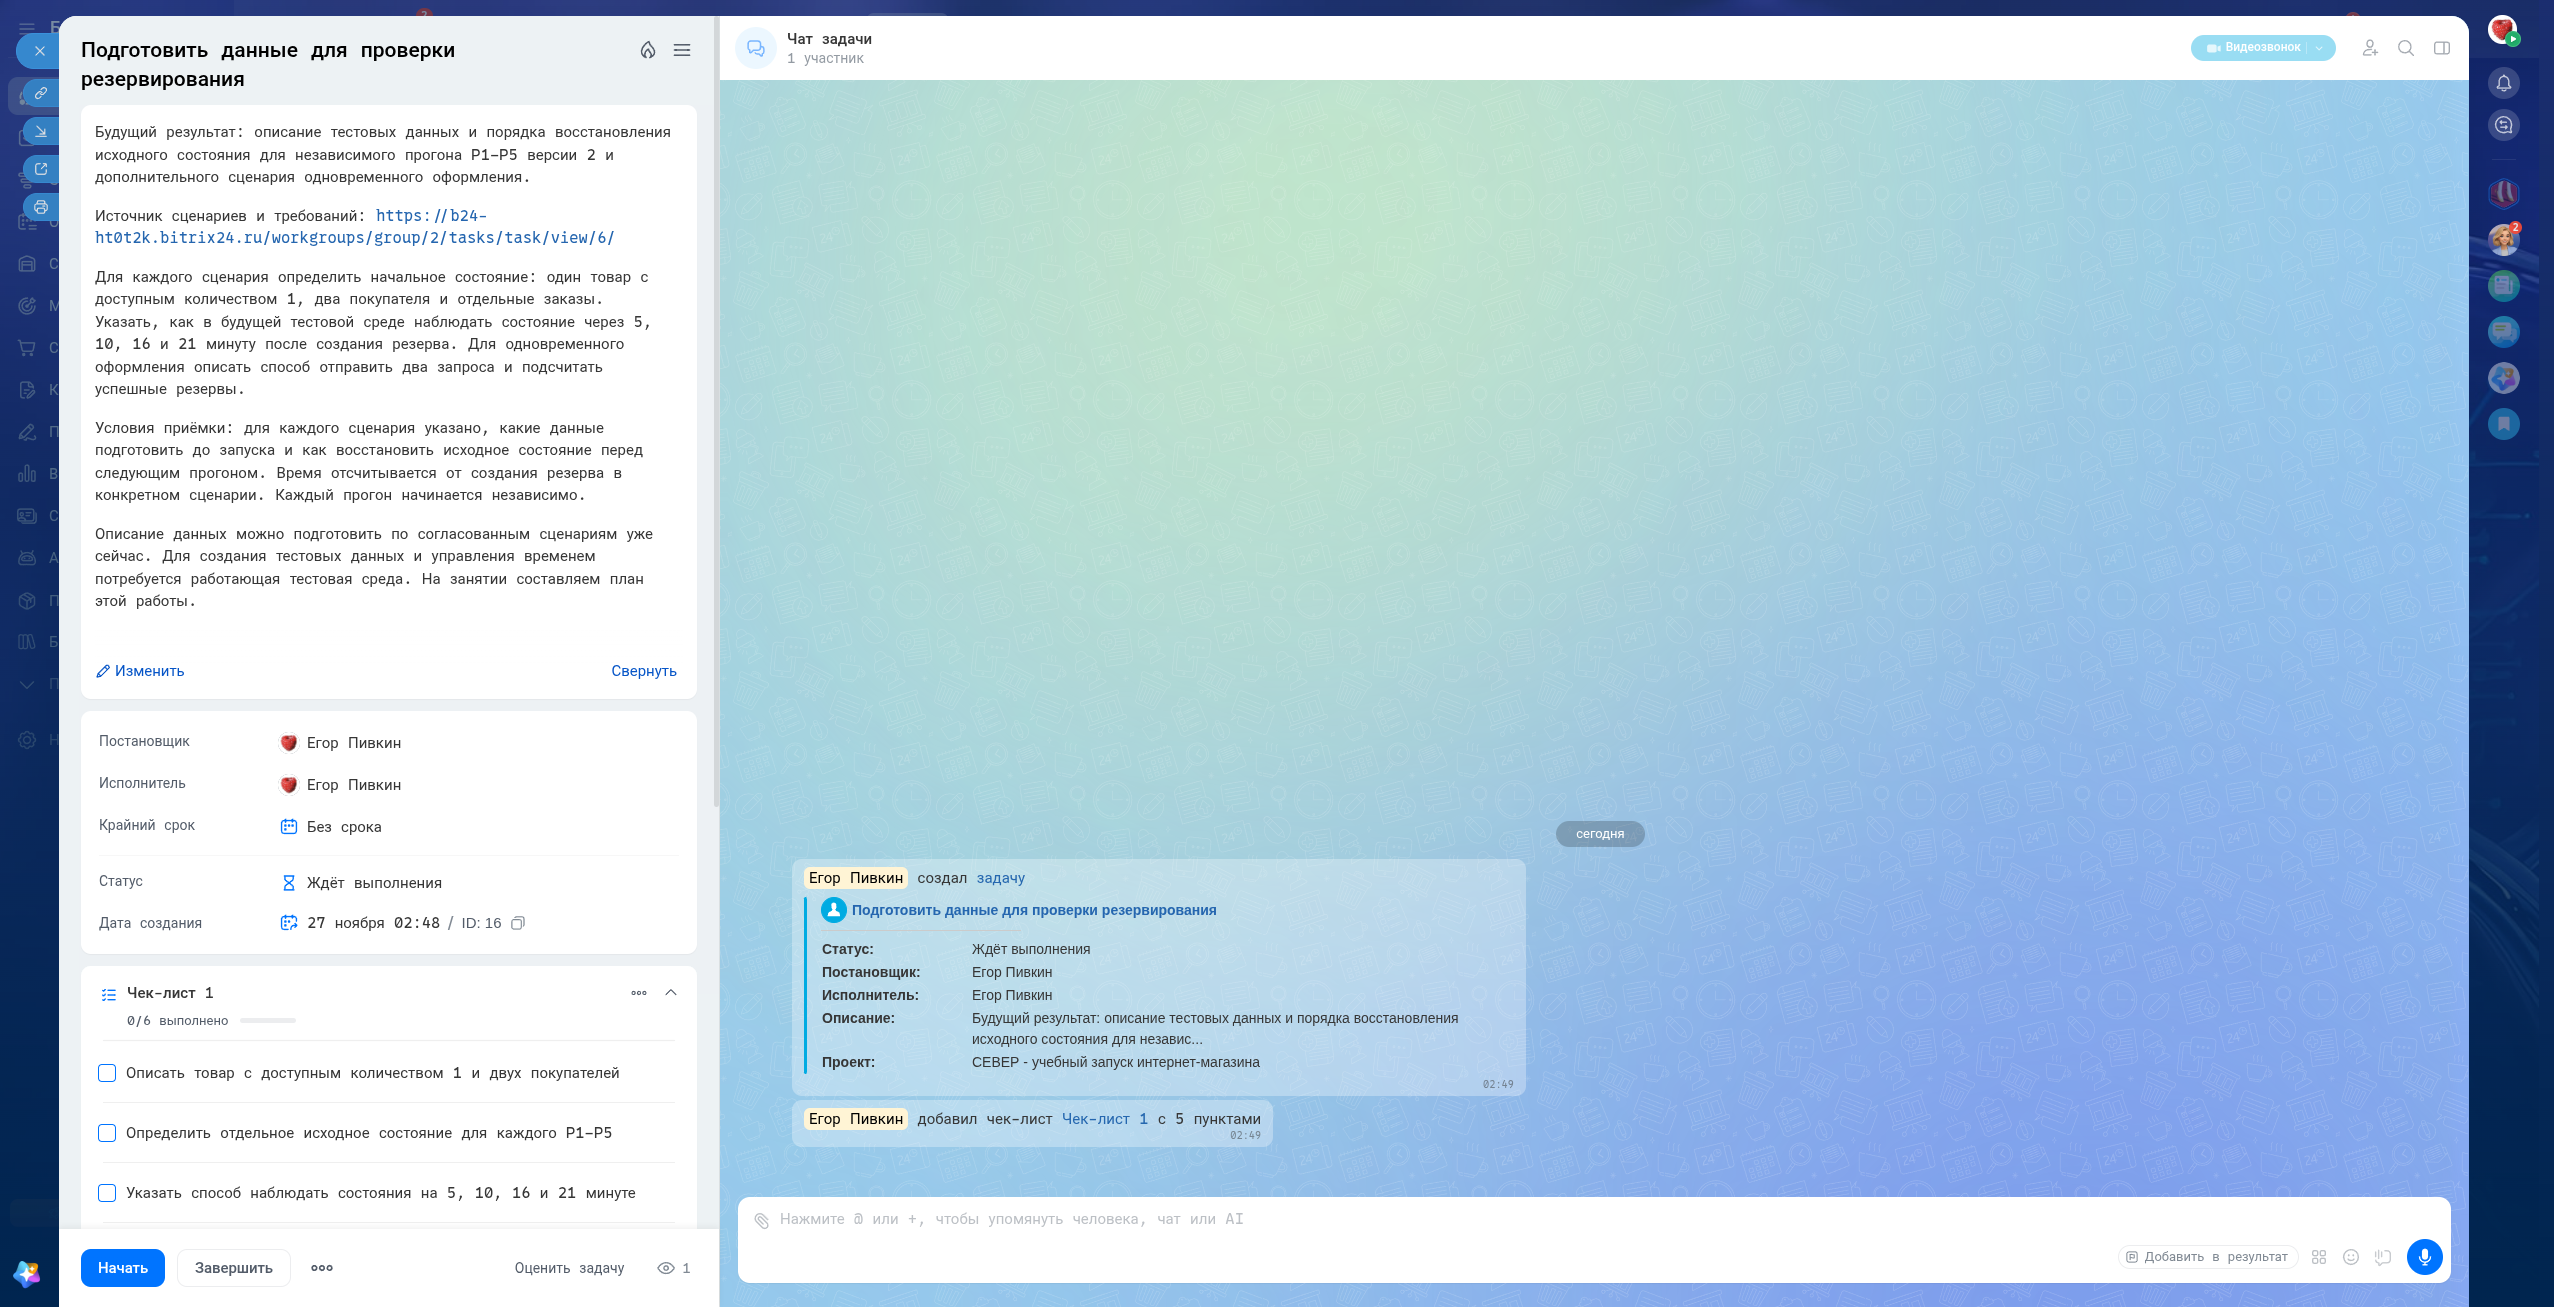 Подготовить данные для проверки
резервирования
Будущий результат: описание тестовых данных и порядка восстановления
исходного состояния для независимого прогона P1–P5 версии 2 и
дополнительного сценария одновременного оформления.
Источник сценариев и требований: https://b24-
ht0t2k.bitrix24.ru/workgroups/group/2/tasks/task/view/6/
Для каждого сценария определить начальное состояние: один товар с
доступным количеством 1, два покупателя и отдельные заказы.
Указать, как в будущей тестовой среде наблюдать состояние через 5,
10, 16 и 21 минуту после создания резерва. Для одновременного
оформления описать способ отправить два запроса и подсчитать
успешные резервы.
Условия приёмки: для каждого сценария указано, какие данные
подготовить до запуска и как восстановить исходное состояние перед
следующим прогоном. Время отсчитывается от создания резерва в
конкретном сценарии. Каждый прогон начинается независимо.
Описание данных можно подготовить по согласованным сценариям уже
сейчас. Для создания тестовых данных и управления временем
потребуется работающая тестовая среда. На занятии составляем план
этой работы.
Изменить
Свернуть
Постановщик
Егор Пивкин
Исполнитель
Егор Пивкин
Крайний срок
Без срока
Статус
Ждёт выполнения
Дата создания
27 ноября 02:48 / ID: 16
Чек-лист 1
0/6 выполнено
Описать товар с доступным количеством 1 и двух покупателей
Определить отдельное исходное состояние для каждого P1–P5
Указать способ наблюдать состояния на 5, 10, 16 и 21 минуте
Начать
Завершить
Оценить задачу
1
Чат задачи
1 участник
Видеозвонок
сегодня
Егор Пивкин создал задачу
Подготовить данные для проверки резервирования
Статус: Ждёт выполнения
Постановщик: Егор Пивкин
Исполнитель: Егор Пивкин
Описание: Будущий результат: описание тестовых данных и порядка восстановления
исходного состояния для независ...
Проект: СЕВЕР - учебный запуск интернет-магазина
02:49
Егор Пивкин добавил чек-лист Чек-лист 1 с 5 пунктами
02:49
Нажмите @ или +, чтобы упомянуть человека, чат или AI
Добавить в результат
2